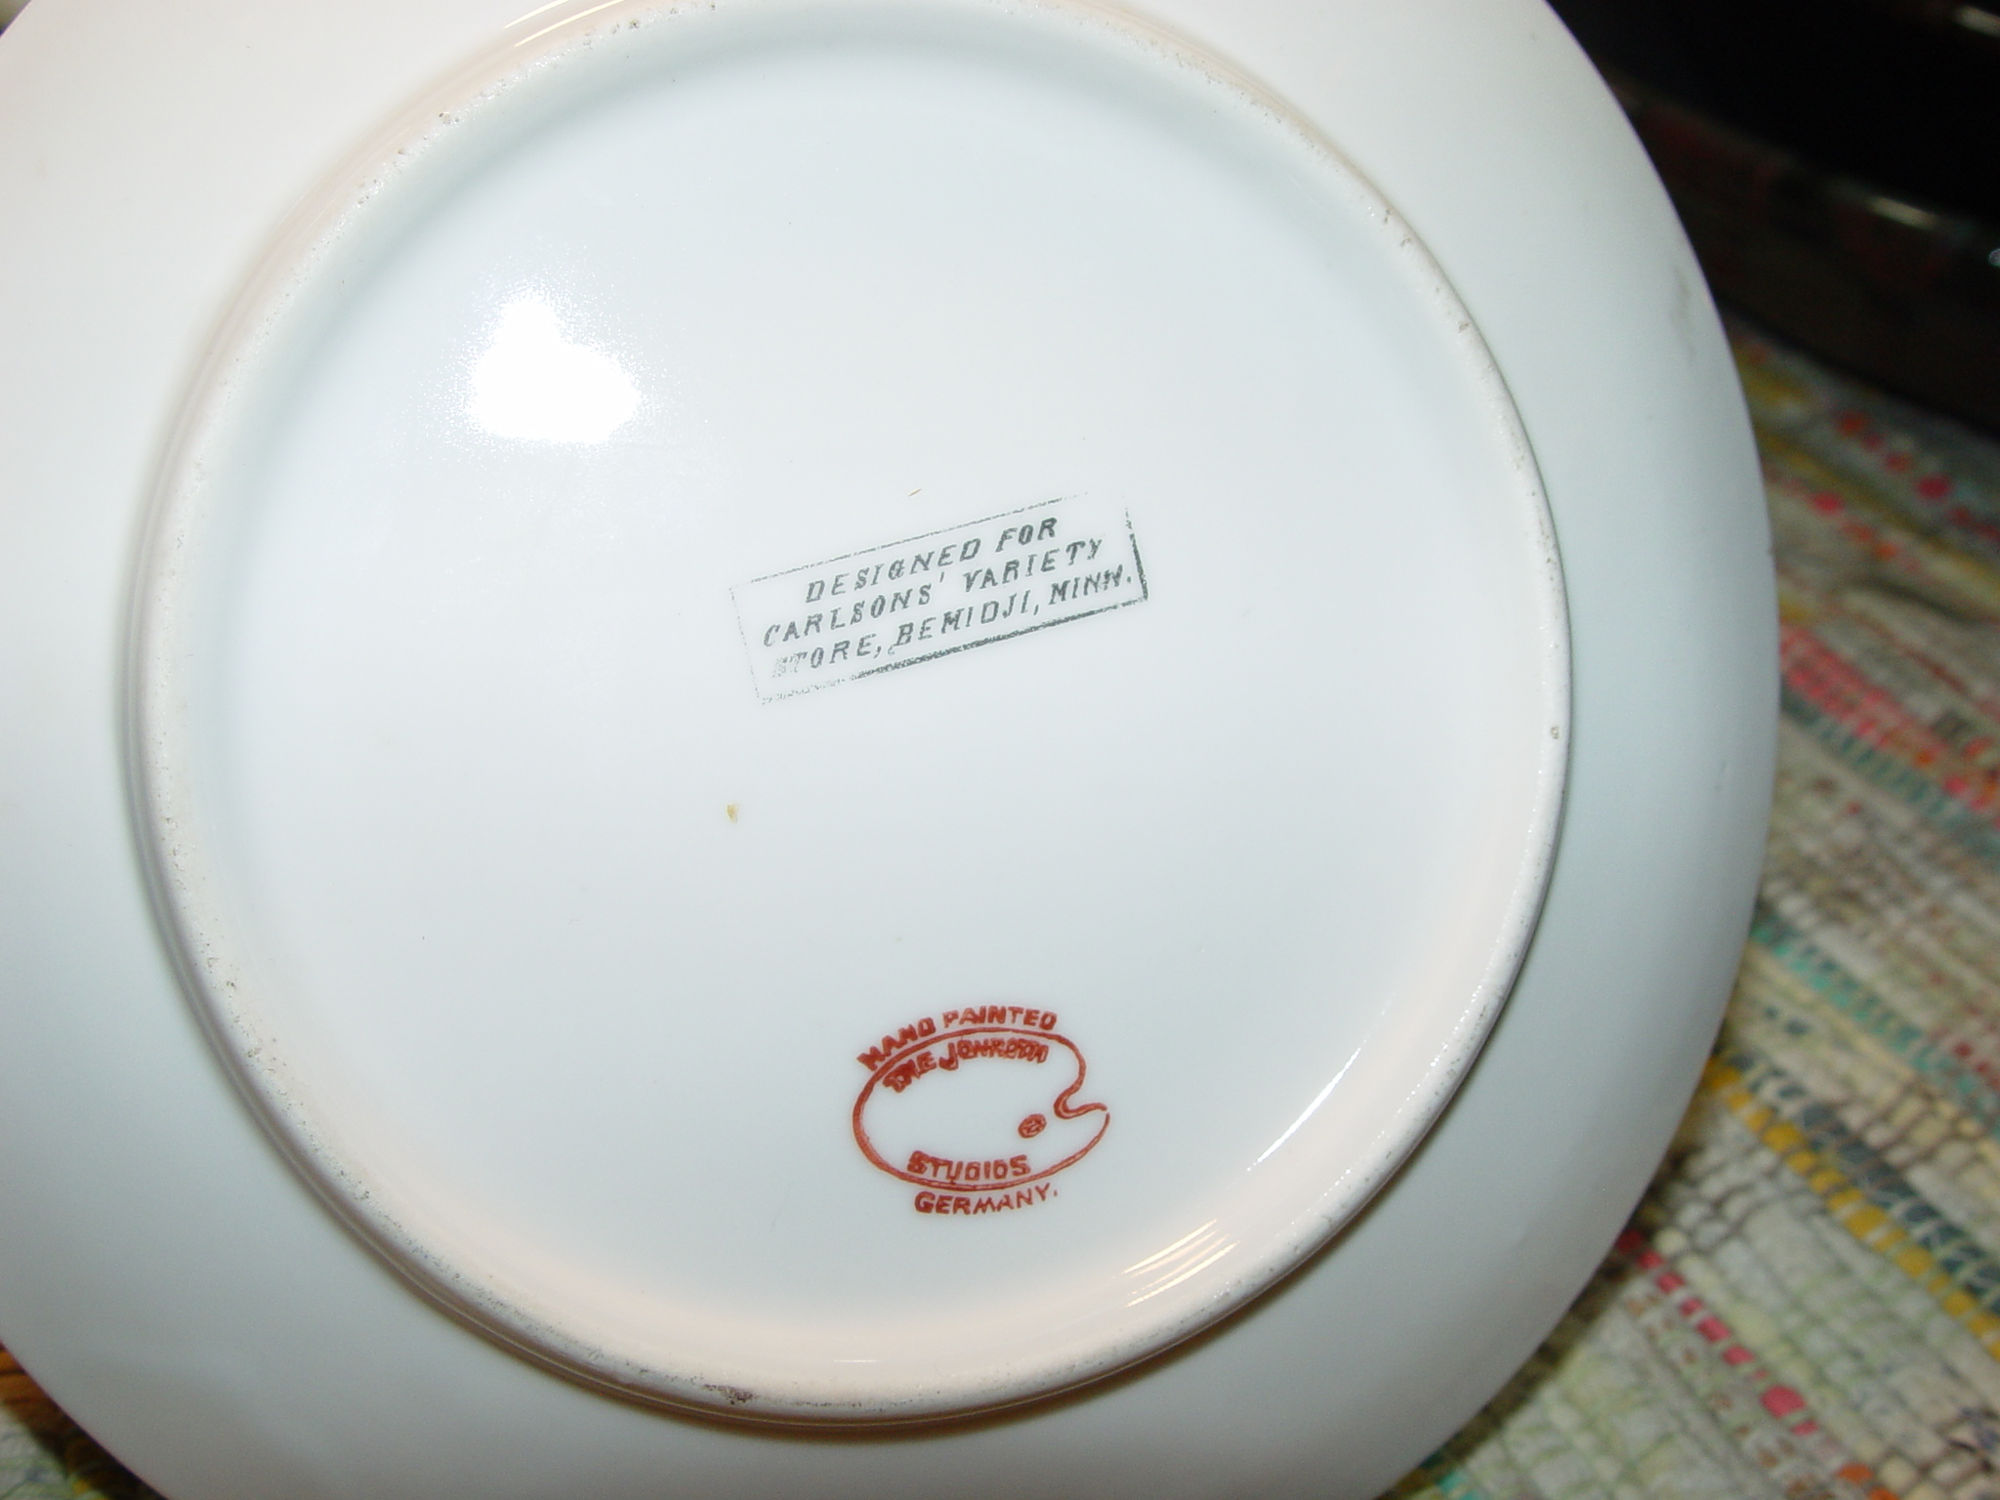 DESIGNED FOR
CARLSONS' VARIETY
STORE, BEMIDJI, MINN.
HAND PAINTED
THE JONROTH
STUDIOS
GERMANY.